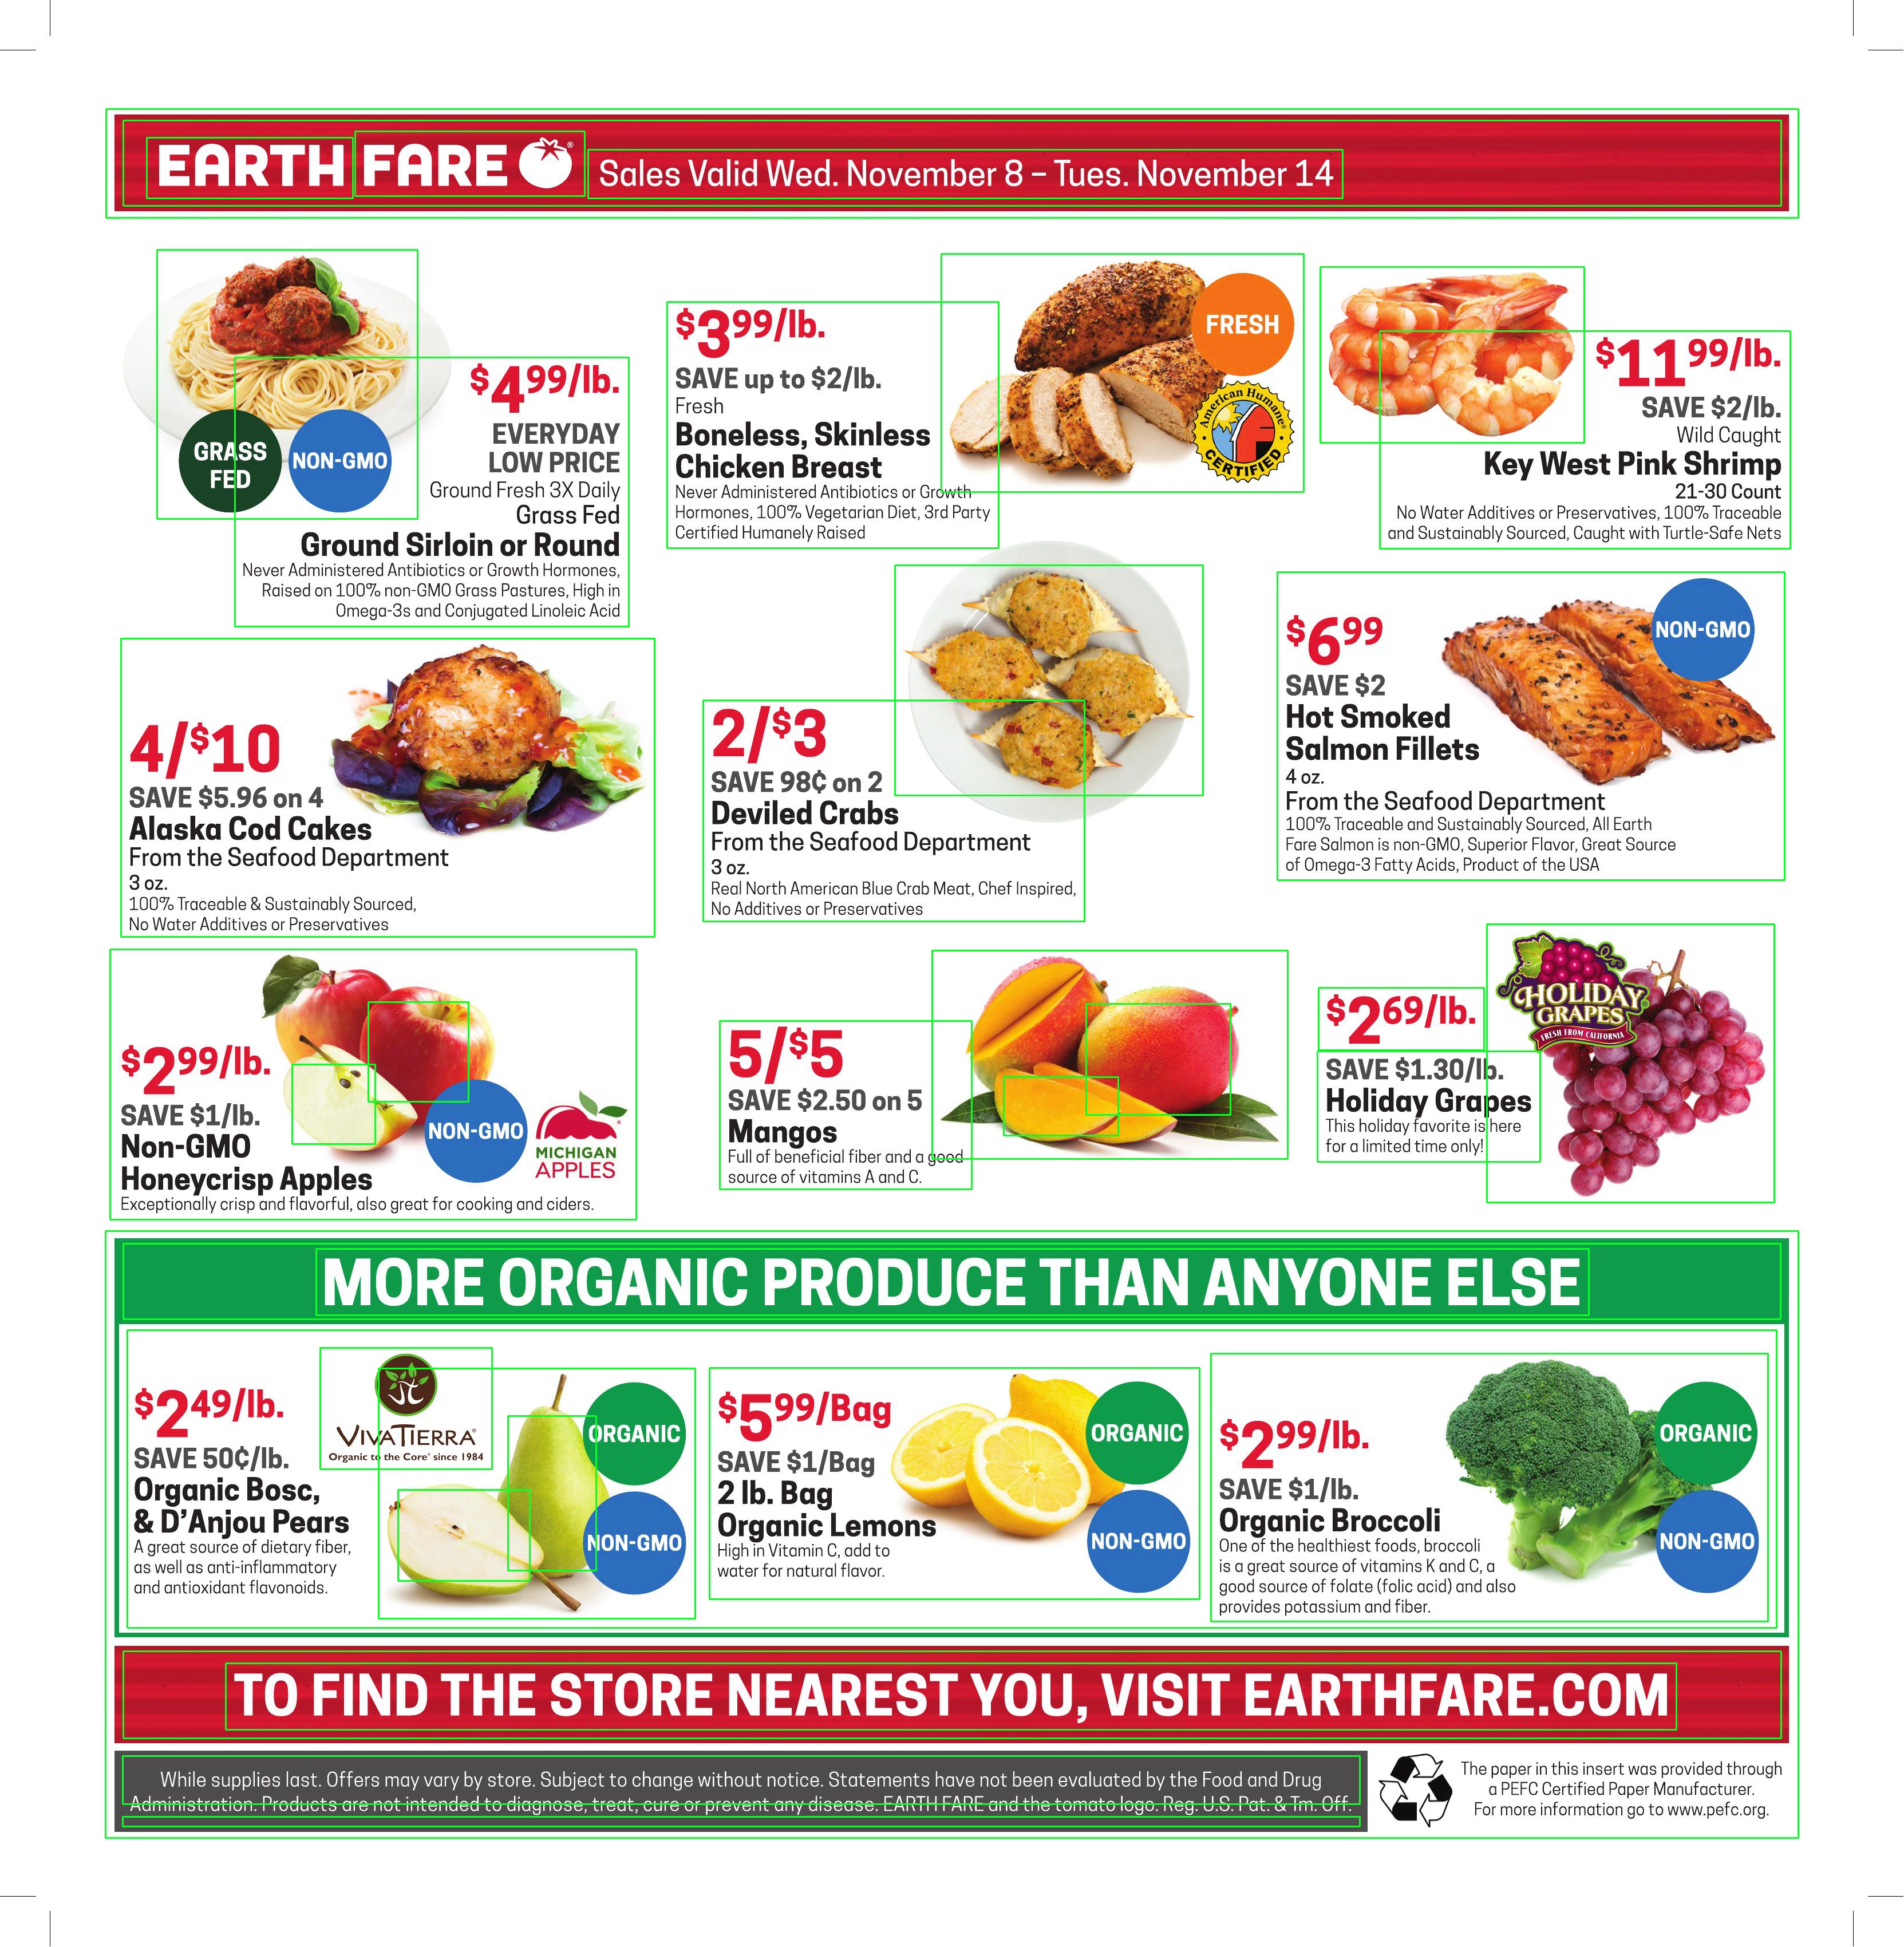 EARTH FARE ® Sales Valid Wed. November 8 – Tues. November 14
$4 99/lb.
EVERYDAY
LOW PRICE
Ground Fresh 3X Daily
Grass Fed
Ground Sirloin or Round
Never Administered Antibiotics or Growth Hormones,
Raised on 100% non-GMO Grass Pastures, High in
Omega-3s and Conjugated Linoleic Acid
GRASS
FED
NON-GMO
$3 99/lb.
SAVE up to $2/lb.
Fresh
Boneless, Skinless
Chicken Breast
Never Administered Antibiotics or Growth
Hormones, 100% Vegetarian Diet, 3rd Party
Certified Humanely Raised
FRESH
American Humane®
CERTIFIED
$11 99/lb.
SAVE $2/lb.
Wild Caught
Key West Pink Shrimp
21-30 Count
No Water Additives or Preservatives, 100% Traceable
and Sustainably Sourced, Caught with Turtle-Safe Nets
4/$10
SAVE $5.96 on 4
Alaska Cod Cakes
From the Seafood Department
3 oz.
100% Traceable & Sustainably Sourced,
No Water Additives or Preservatives
2/$3
SAVE 98¢ on 2
Deviled Crabs
From the Seafood Department
3 oz.
Real North American Blue Crab Meat, Chef Inspired,
No Additives or Preservatives
$6 99
SAVE $2
Hot Smoked
Salmon Fillets
4 oz.
From the Seafood Department
100% Traceable and Sustainably Sourced, All Earth
Fare Salmon is non-GMO, Superior Flavor, Great Source
of Omega-3 Fatty Acids, Product of the USA
NON-GMO
$2 99/lb.
SAVE $1/lb.
Non-GMO
Honeycrisp Apples
Exceptionally crisp and flavorful, also great for cooking and ciders.
NON-GMO
MICHIGAN
APPLES
5/$5
SAVE $2.50 on 5
Mangos
Full of beneficial fiber and a good
source of vitamins A and C.
$2 69/lb.
SAVE $1.30/lb.
Holiday Grapes
This holiday favorite is here
for a limited time only!
HOLIDAY
GRAPES
FRESH FROM CALIFORNIA
MORE ORGANIC PRODUCE THAN ANYONE ELSE
$2 49/lb.
SAVE 50¢/lb.
Organic Bosc,
& D'Anjou Pears
A great source of dietary fiber,
as well as anti-inflammatory
and antioxidant flavonoids.
VIVATIERRA®
Organic to the Core® since 1984
ORGANIC
NON-GMO
$5 99/Bag
SAVE $1/Bag
2 lb. Bag
Organic Lemons
High in Vitamin C, add to
water for natural flavor.
ORGANIC
NON-GMO
$2 99/lb.
SAVE $1/lb.
Organic Broccoli
One of the healthiest foods, broccoli
is a great source of vitamins K and C, a
good source of folate (folic acid) and also
provides potassium and fiber.
ORGANIC
NON-GMO
TO FIND THE STORE NEAREST YOU, VISIT EARTHFARE.COM
While supplies last. Offers may vary by store. Subject to change without notice. Statements have not been evaluated by the Food and Drug
Administration. Products are not intended to diagnose, treat, cure or prevent any disease. EARTH FARE and the tomato logo. Reg. U.S. Pat. & Tm. Off.
The paper in this insert was provided through
a PEFC Certified Paper Manufacturer.
For more information go to www.pefc.org.